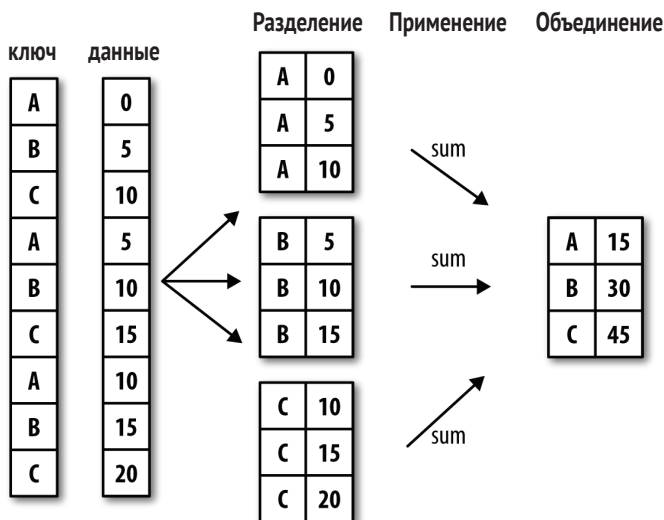 Разделение Применение Объединение
ключ данные
A 0
B 5
C 10
A 5
B 10
C 15
A 10
B 15
C 20
A 0
A 5
A 10
B 5
B 10
B 15
C 10
C 15
C 20
sum
sum
sum
A 15
B 30
C 45